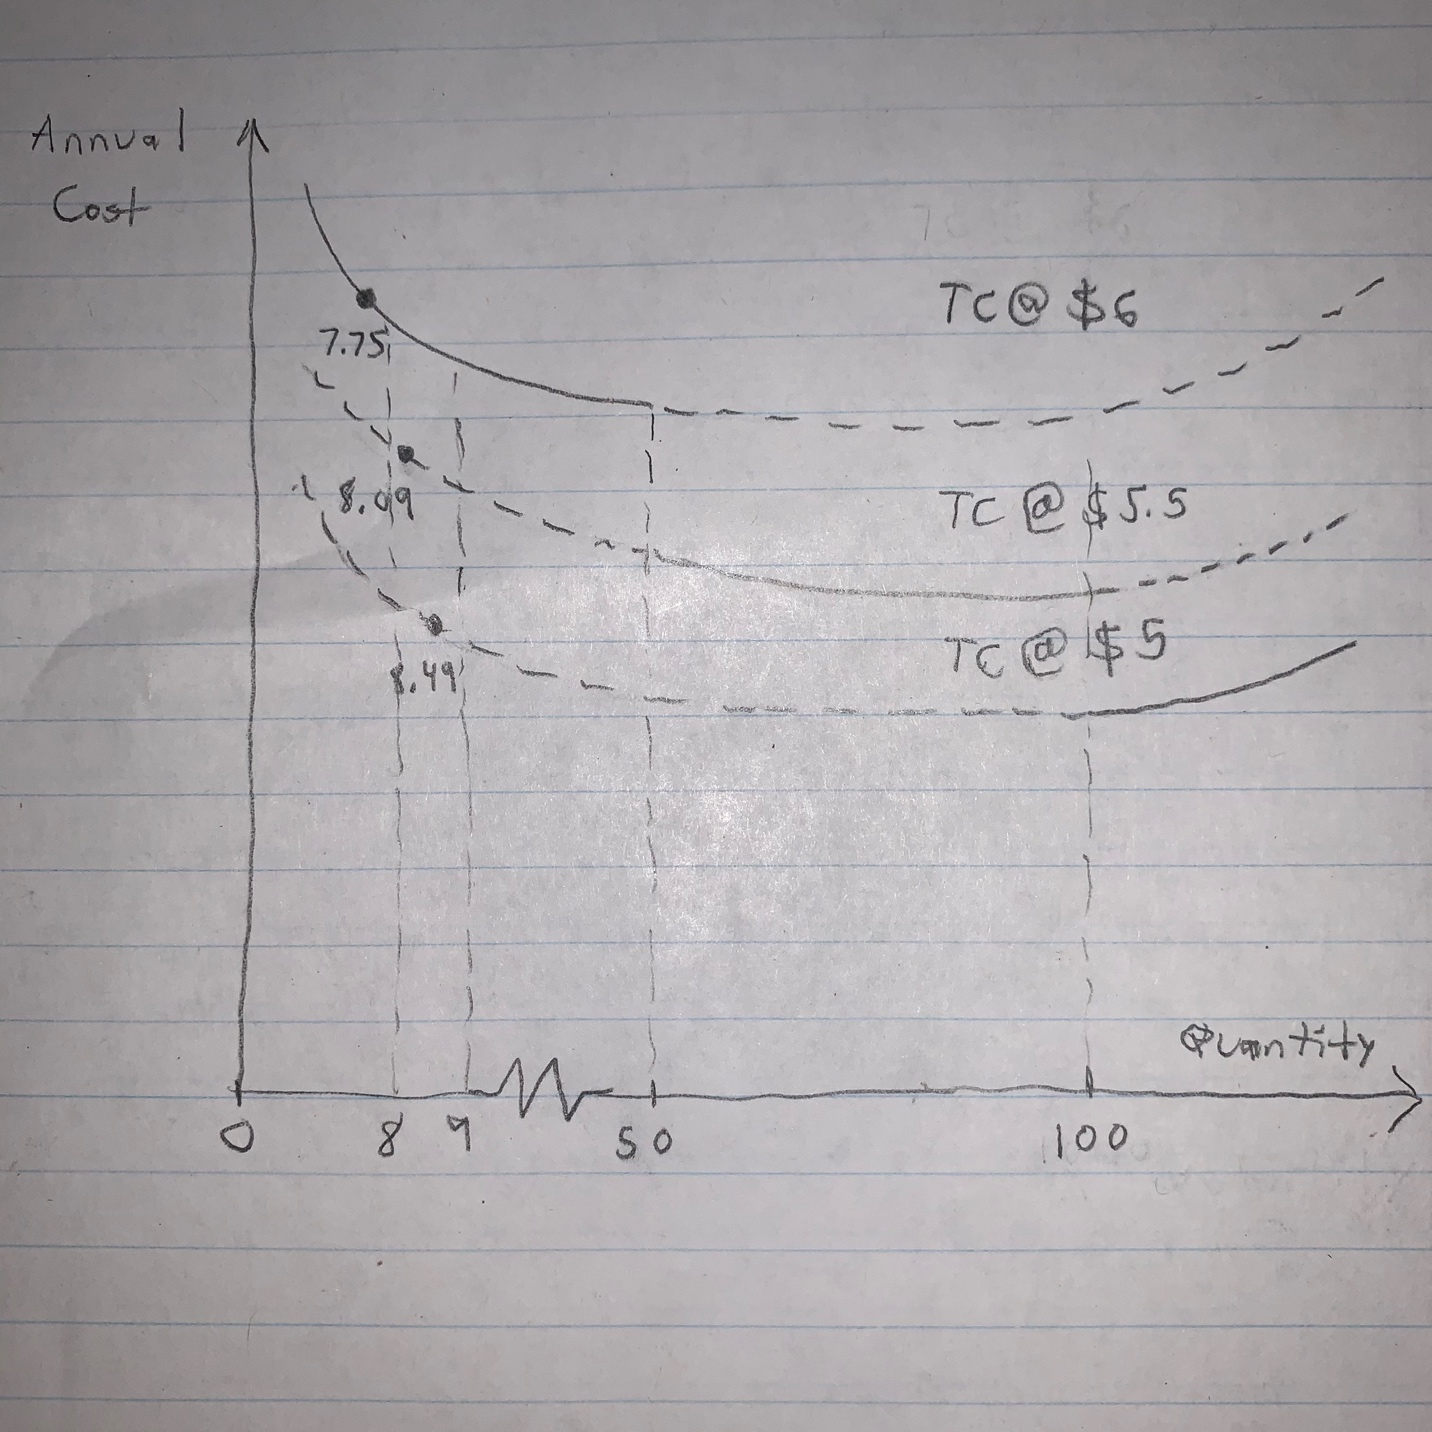 Annual
Cost
TC @ $6
7.75
TC @ $5.5
8.09
TC @ $5
8.49
Quantity
0 8 9 50 100